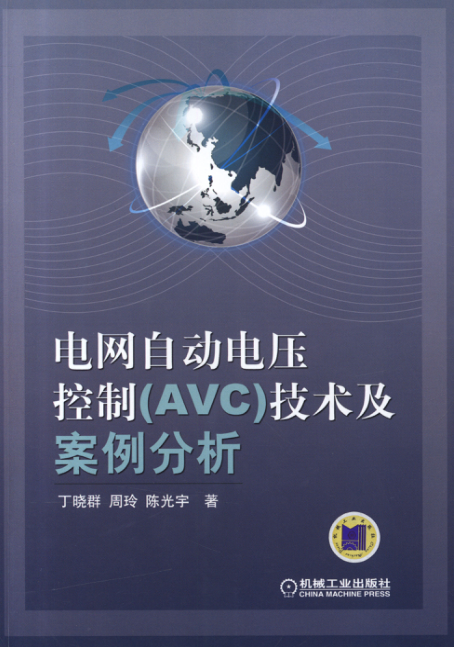 电网自动电压
控制(AVC)技术及
案例分析
丁晓群 周玲 陈光宇 著
机械工业出版社
CHINA MACHINE PRESS